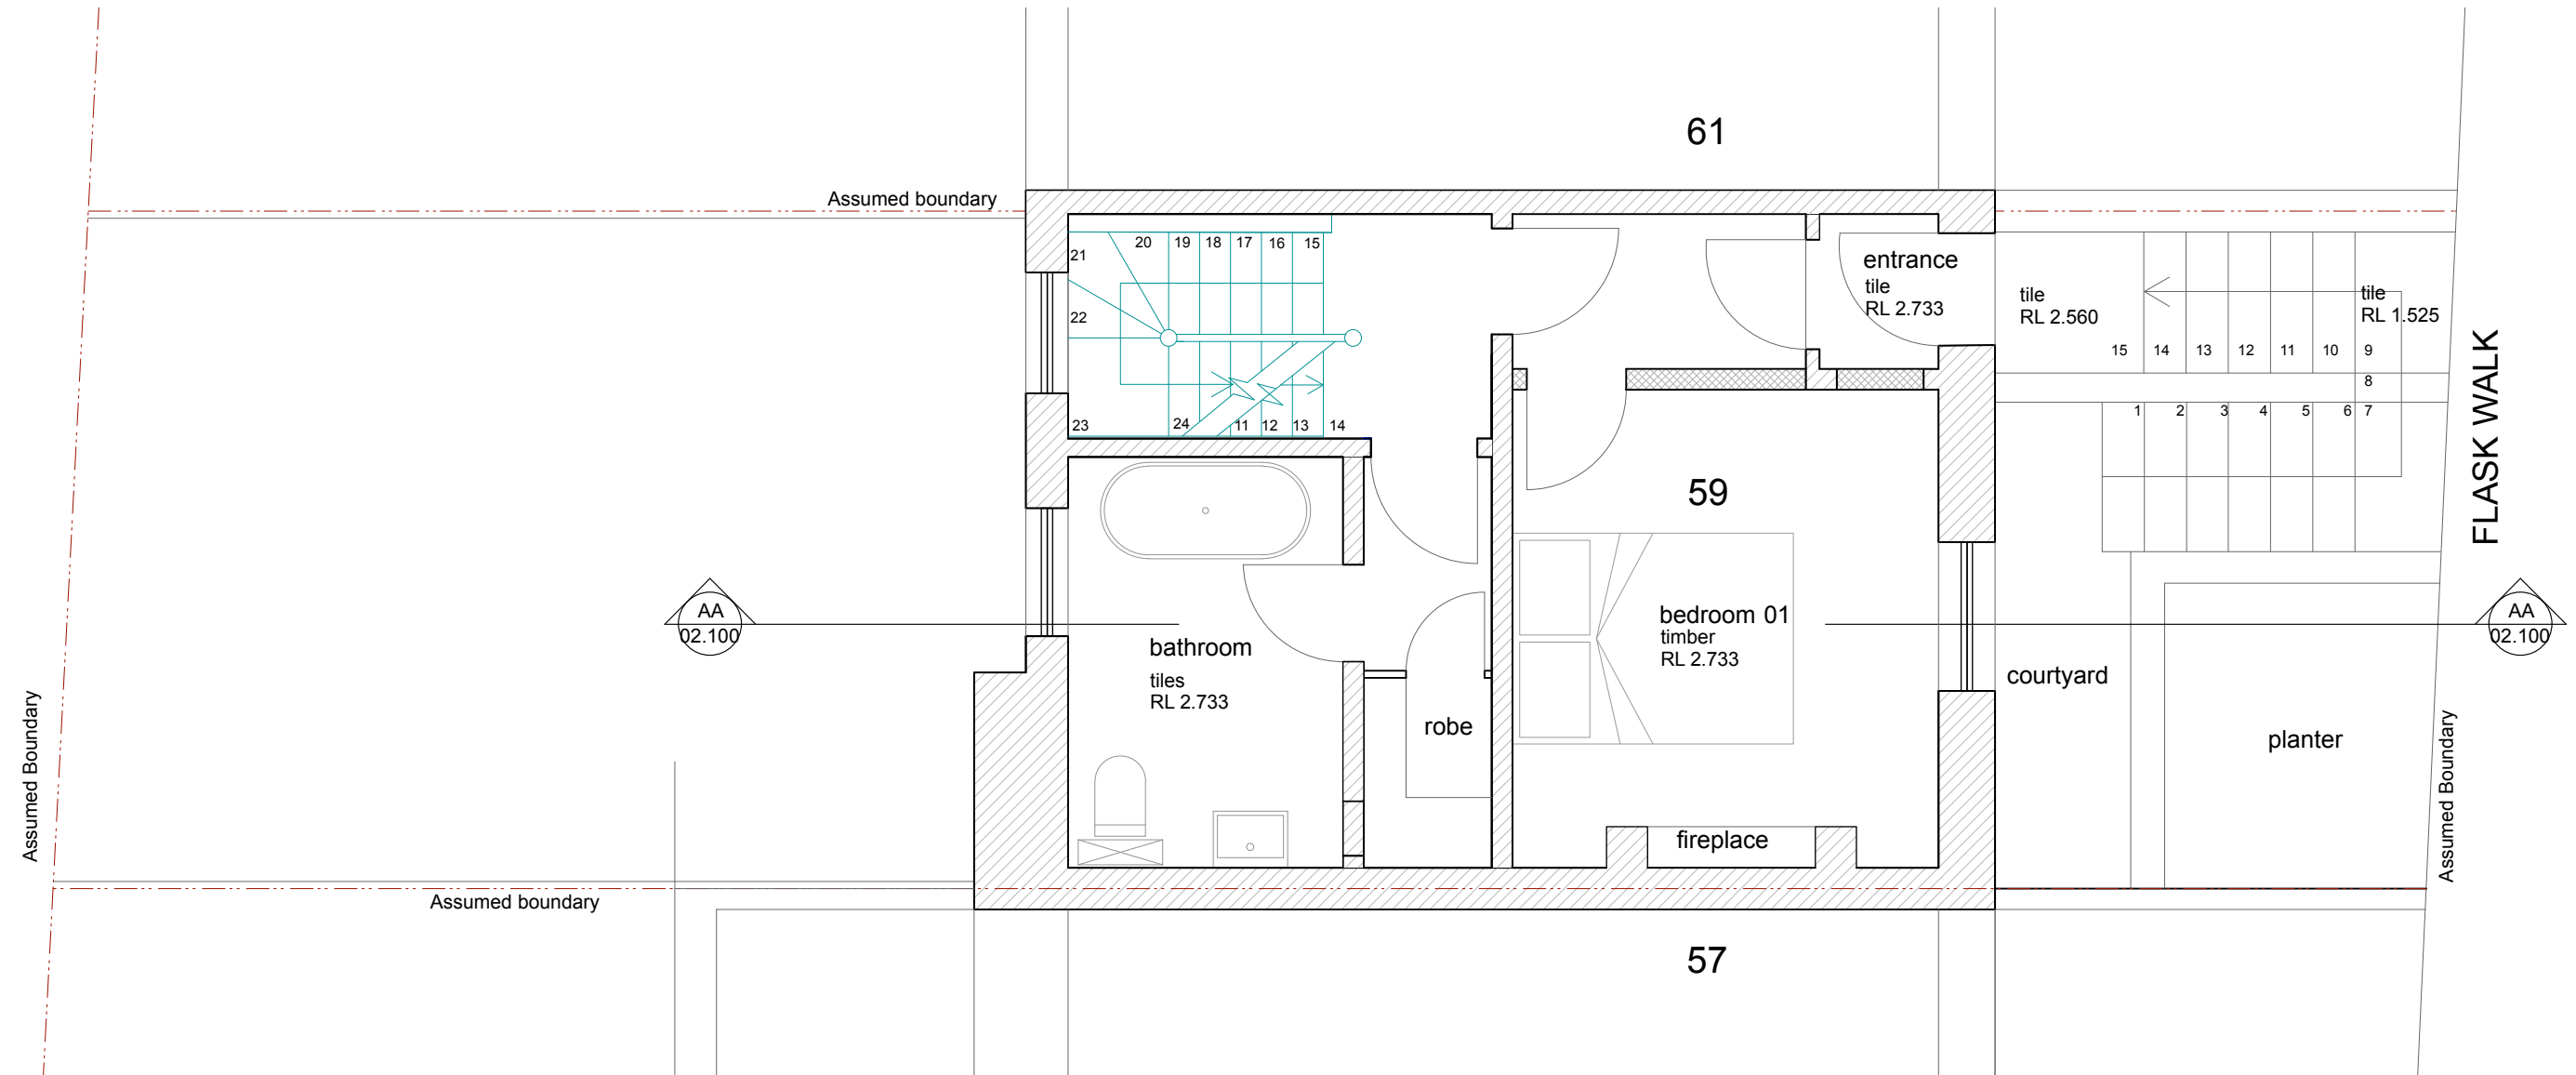 61
Assumed boundary
20
19
18
17
16
15
21
22
23
24
11
12
13
14
entrance
tile
RL 2.733
tile
RL 2.560
tile
RL 1.525
15
14
13
12
11
10
9
8
1
2
3
4
5
6
7
FLASK WALK
59
AA
02.100
bathroom
tiles
RL 2.733
robe
bedroom 01
timber
RL 2.733
fireplace
courtyard
planter
AA
02.100
Assumed Boundary
Assumed Boundary
Assumed boundary
57